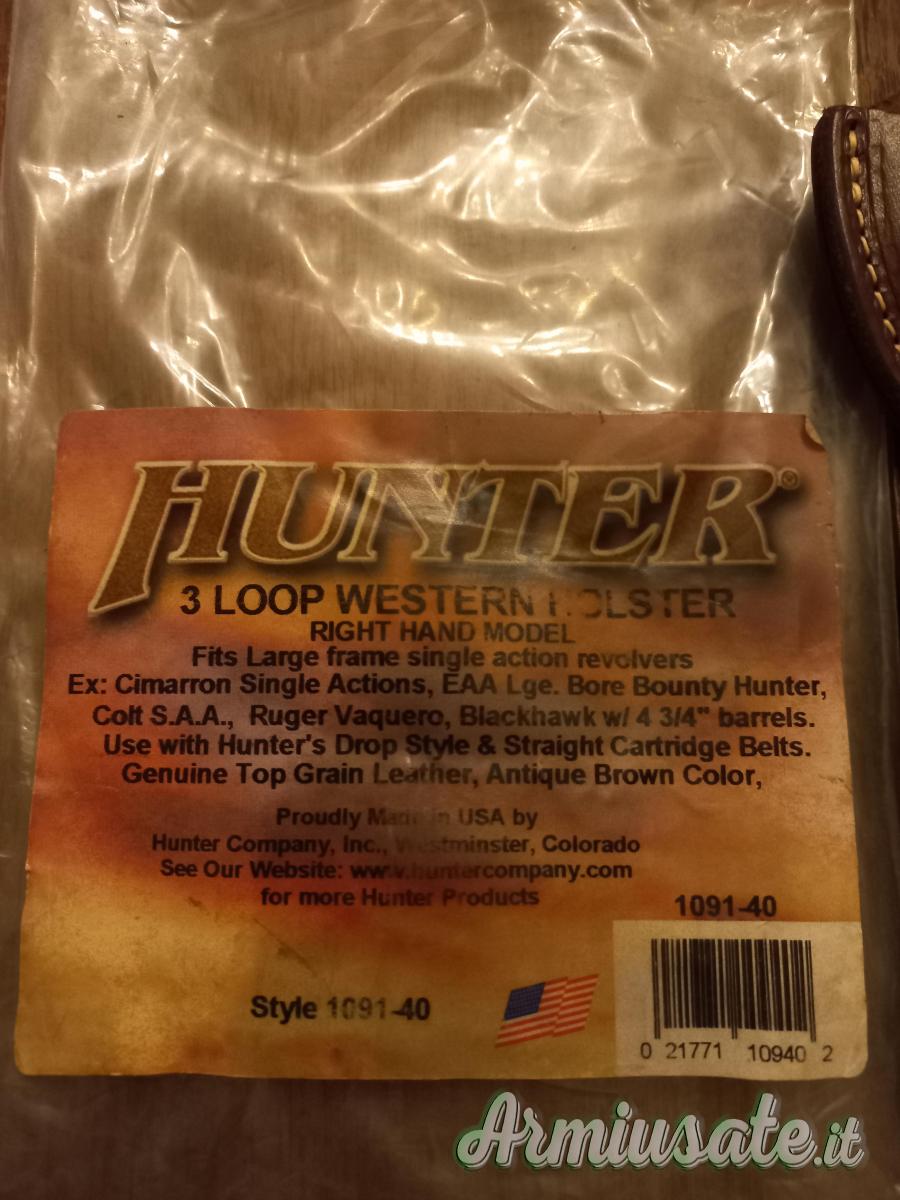 HUNTER®
3 LOOP WESTERN HOLSTER
RIGHT HAND MODEL
Fits Large frame single action revolvers
Ex: Cimarron Single Actions, EAA Lge. Bore Bounty Hunter,
Colt S.A.A., Ruger Vaquero, Blackhawk w/ 4 3/4" barrels.
Use with Hunter's Drop Style & Straight Cartridge Belts.
Genuine Top Grain Leather, Antique Brown Color,
Proudly Made in USA by
Hunter Company, Inc., Westminster, Colorado
See Our Website: www.huntercompany.com
for more Hunter Products
1091-40
Style 1091-40
0 21771 10940 2
Armiusate.it